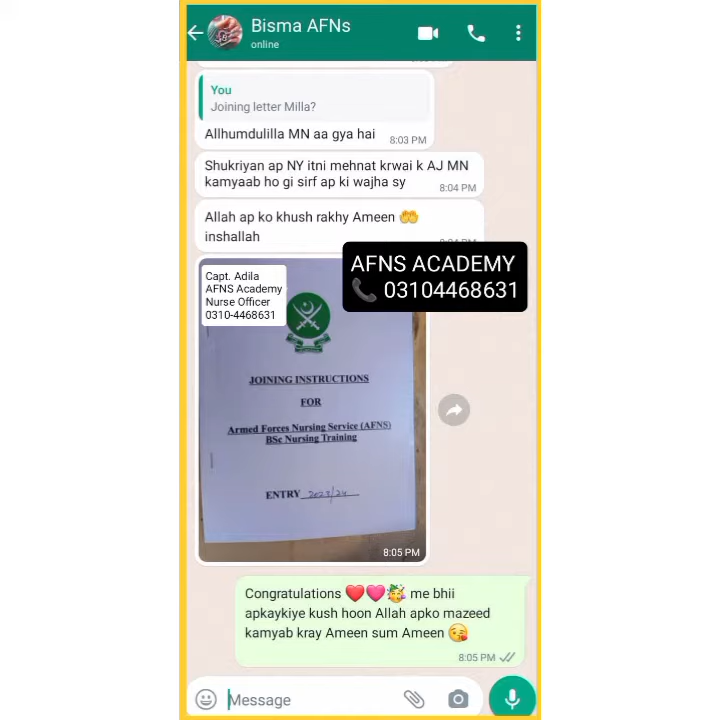 Bisma AFNs
online
You
Joining letter Milla?
Allhumdulilla MN aa gya hai
8:03 PM
Shukriyan ap NY itni mehnat krwai k AJ MN
kamyaab ho gi sirf ap ki wajha sy
8:04 PM
Allah ap ko khush rakhy Ameen 🤲
inshallah
AFNS ACADEMY
📞 03104468631
Capt. Adila
AFNS Academy
Nurse Officer
0310-4468631
JOINING INSTRUCTIONS
FOR
Armed Forces Nursing Service (AFNS)
BSc Nursing Training
ENTRY 2023/24
8:05 PM
Congratulations ❤️💗🥳 me bhii
apkaykiye kush hoon Allah apko mazeed
kamyab kray Ameen sum Ameen 😘
8:05 PM
Message